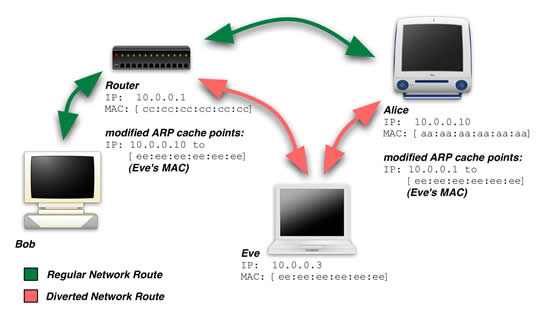 Router
IP: 10.0.0.1
MAC: [cc:cc:cc:cc:cc:cc]
modified ARP cache points:
IP: 10.0.0.10 to
[ee:ee:ee:ee:ee:ee]
(Eve's MAC)
Alice
IP: 10.0.0.10
MAC: [aa:aa:aa:aa:aa:aa]
modified ARP cache points:
IP: 10.0.0.1 to
[ee:ee:ee:ee:ee:ee]
(Eve's MAC)
Bob
Eve
IP: 10.0.0.3
MAC: [ee:ee:ee:ee:ee:ee]
Regular Network Route
Diverted Network Route